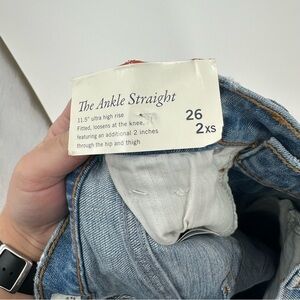 The Ankle Straight
11.5" ultra high rise
Fitted, loosens at the knee,
featuring an additional 2 inches
through the hip and thigh
26
2XS